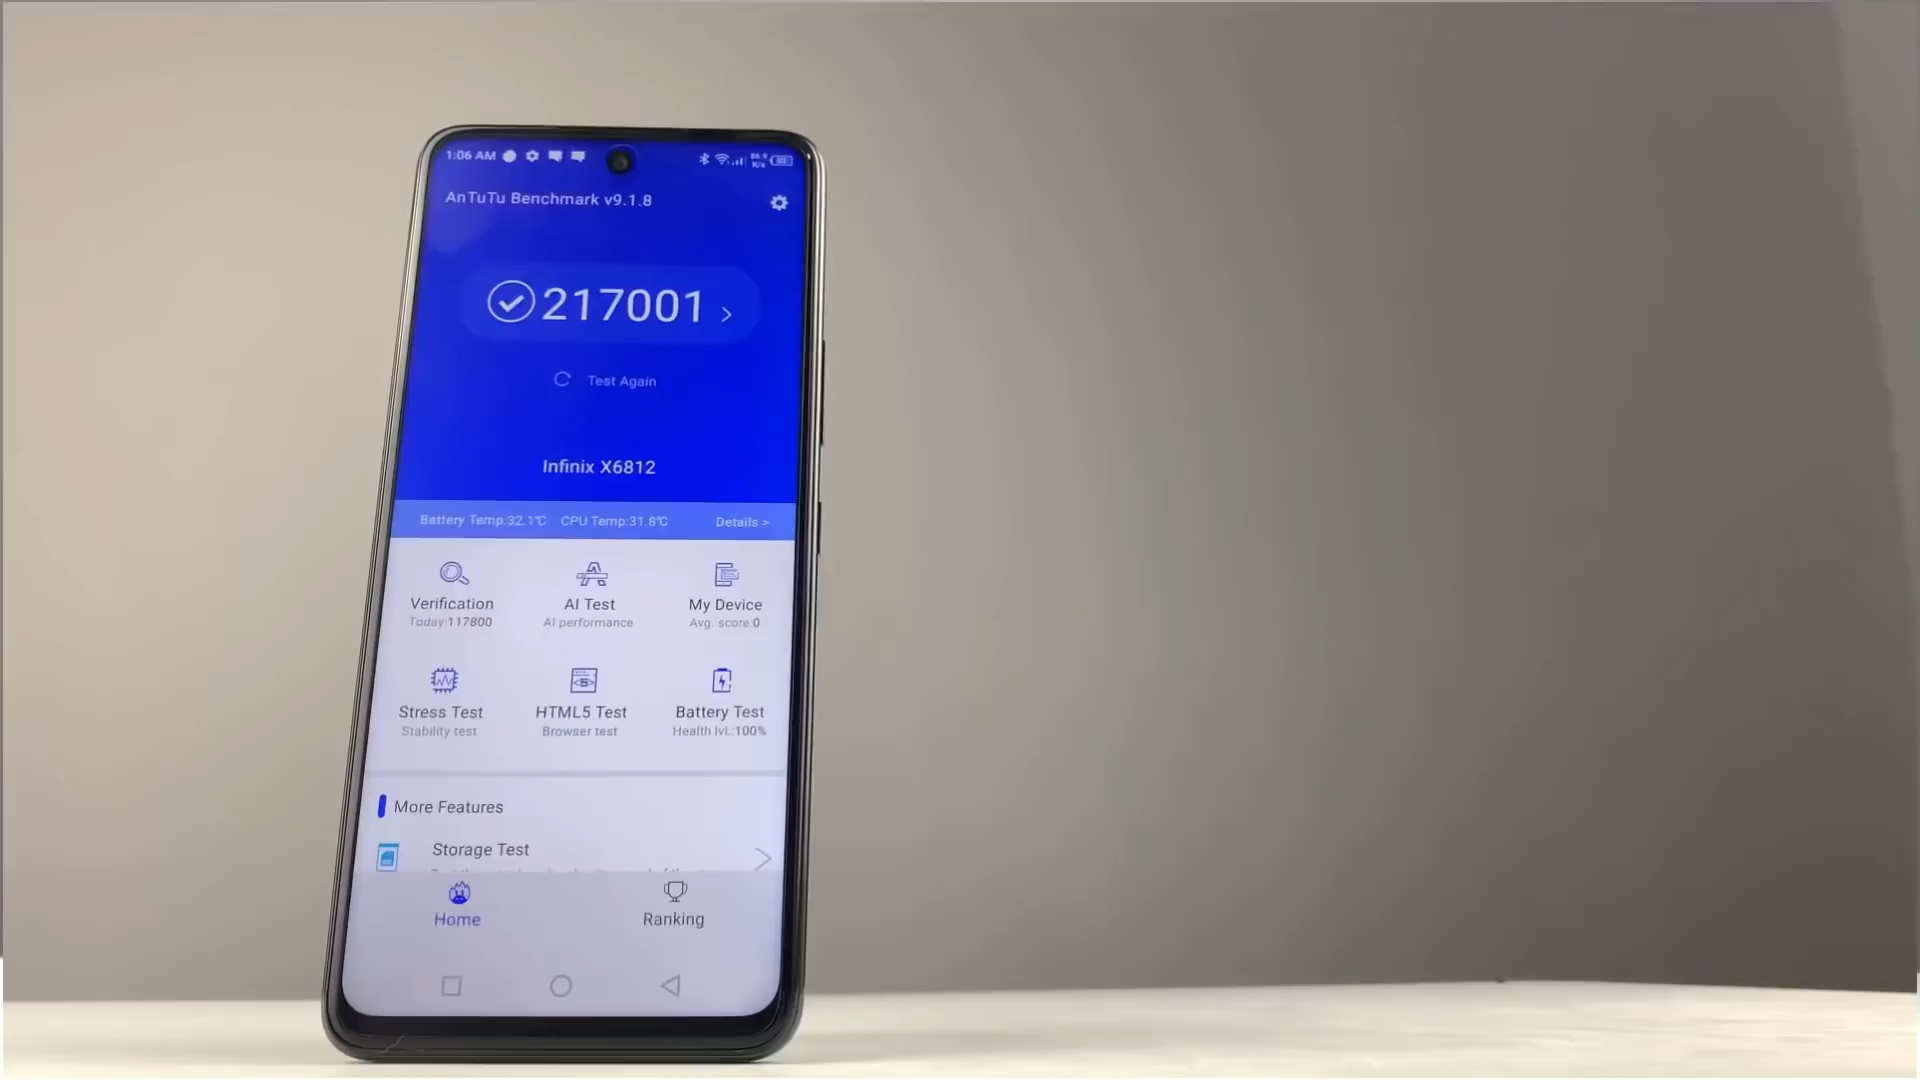 1:06 AM 86.9 K/s
AnTuTu Benchmark v9.1.8
217001 >
Test Again
Infinix X6812
Battery Temp:32.1℃ CPU Temp:31.8℃ Details >
Verification AI Test My Device
Today:117800 AI performance Avg. score:0
Stress Test HTML5 Test Battery Test
Stability test Browser test Health lvl.:100%
More Features
Storage Test
Home Ranking